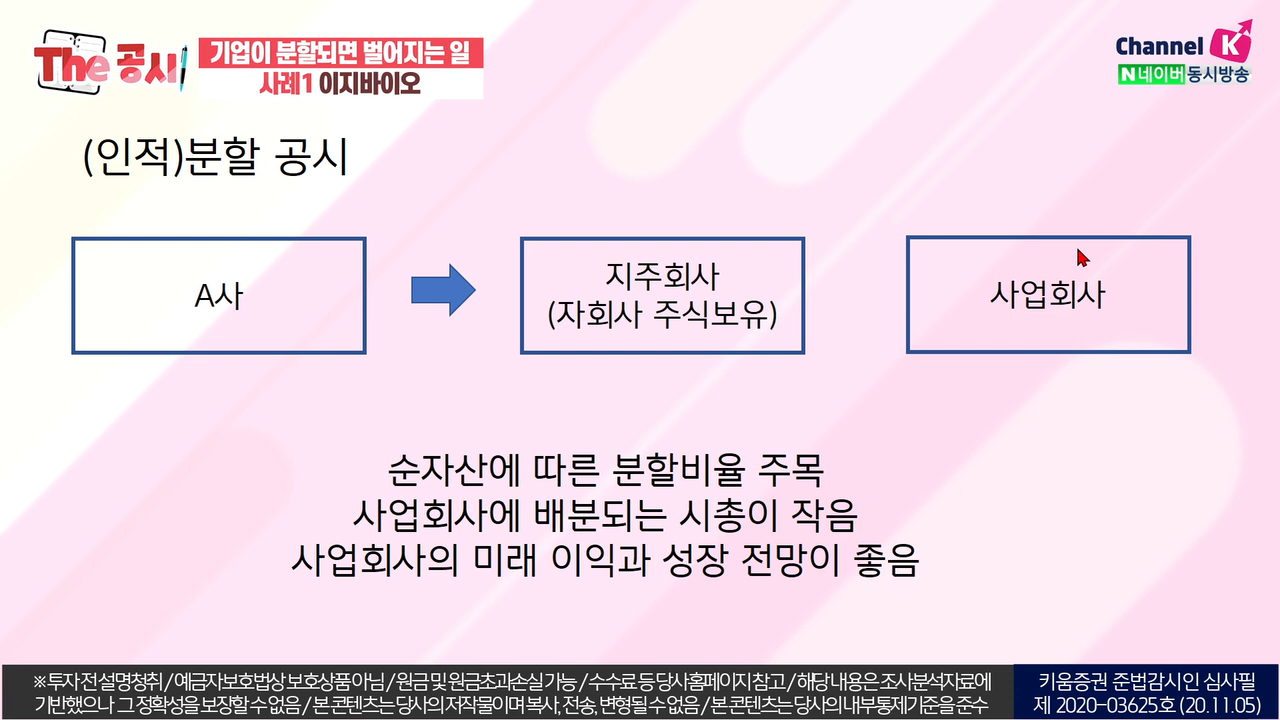 The 공시
기업이 분할되면 벌어지는 일
사례1 이지바이오
Channel K
N 네이버 동시방송
(인적)분할 공시
A사
지주회사
(자회사 주식보유)
사업회사
순자산에 따른 분할비율 주목
사업회사에 배분되는 시총이 작음
사업회사의 미래 이익과 성장 전망이 좋음
※ 투자 전 설명청취 / 예금자보호법상 보호상품 아님 / 원금 및 원금초과손실 가능 / 수수료 등 당사홈페이지 참고 / 해당 내용은 조사분석자료에
기반했으나 그 정확성을 보장할 수 없음 / 본 콘텐츠는 당사의 저작물이며 복사, 전송, 변형될 수 없음 / 본 콘텐츠는 당사의 내부통제기준을 준수
키움증권 준법감시인 심사필
제 2020-03625호 (20.11.05)